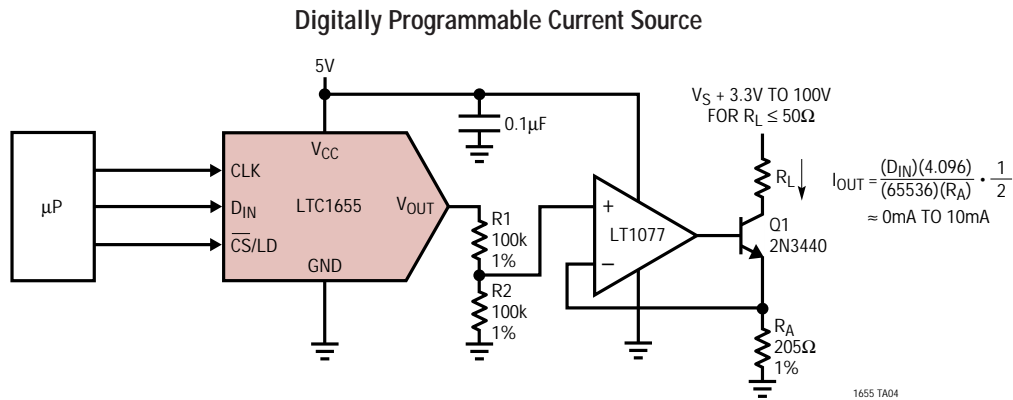 Digitally Programmable Current Source
5V
VS + 3.3V TO 100V
FOR RL ≤ 50Ω
0.1µF
µP
CLK
DIN
CS/LD
VCC
LTC1655
VOUT
GND
R1
100k
1%
R2
100k
1%
+
−
LT1077
RL
Q1
2N3440
RA
205Ω
1%
IOUT = (DIN)(4.096) / (65536)(RA) • 1/2
≈ 0mA TO 10mA
1655 TA04